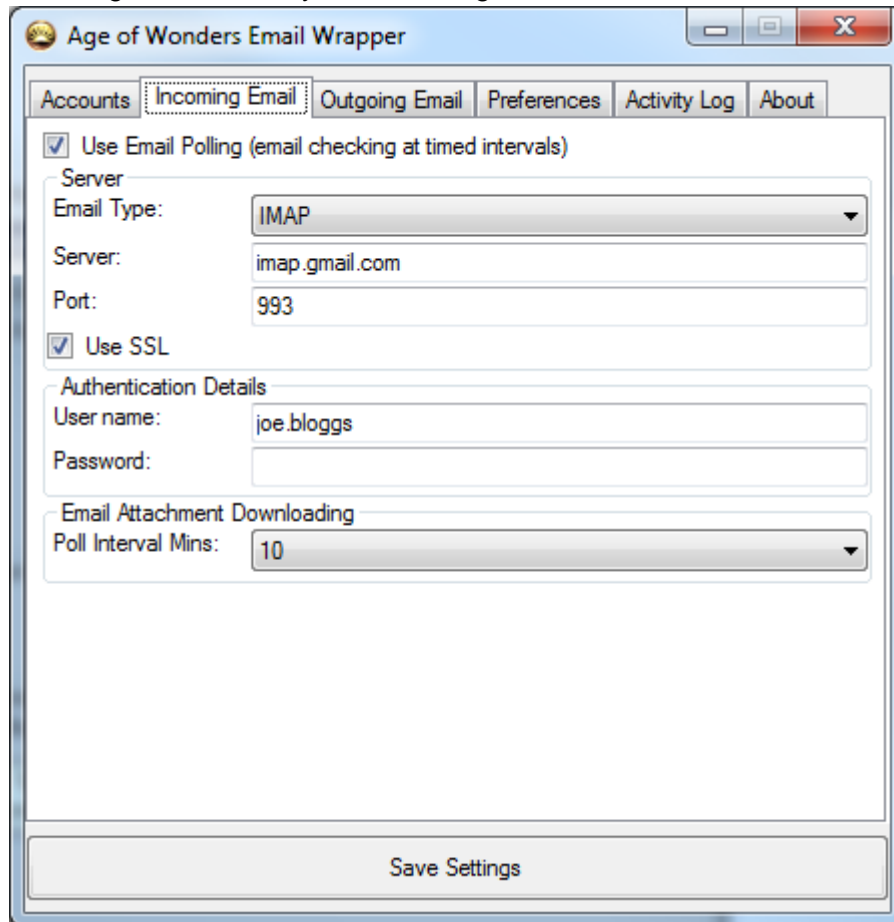 Age of Wonders Email Wrapper
Accounts Incoming Email Outgoing Email Preferences Activity Log About
Use Email Polling (email checking at timed intervals)
Server
Email Type: IMAP
Server: imap.gmail.com
Port: 993
Use SSL
Authentication Details
User name: joe.bloggs
Password:
Email Attachment Downloading
Poll Interval Mins: 10
Save Settings